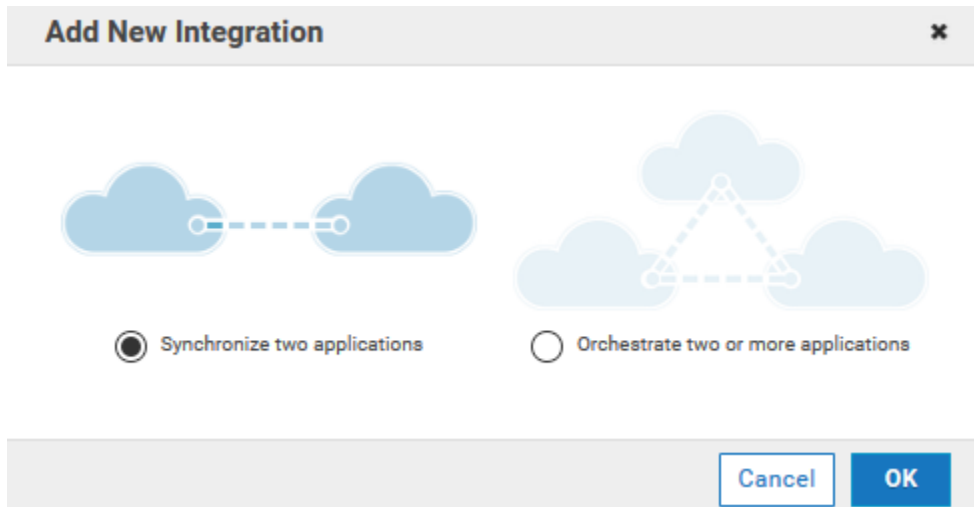 Add New Integration
Synchronize two applications
Orchestrate two or more applications
Cancel
OK